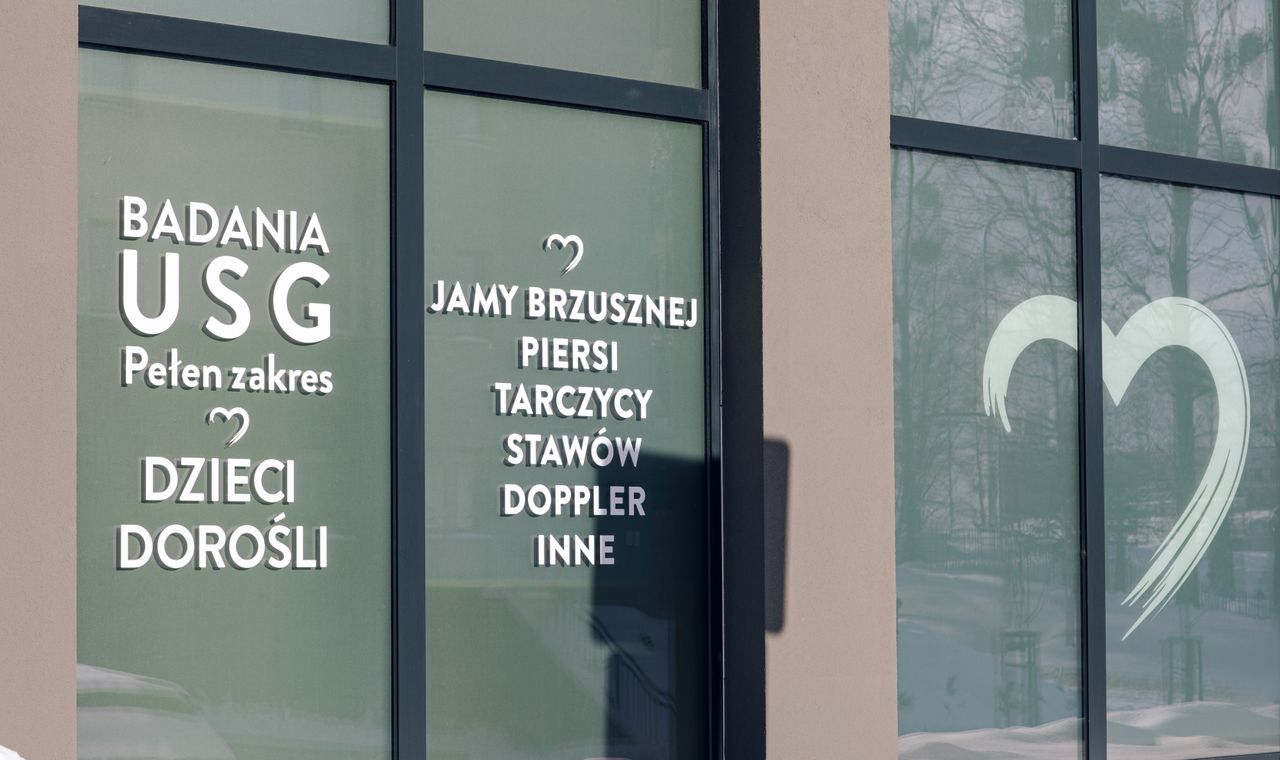 BADANIA
USG
Pełen zakres
DZIECI
DOROŚLI
JAMY BRZUSZNEJ
PIERSI
TARCZYCY
STAWÓW
DOPPLER
INNE